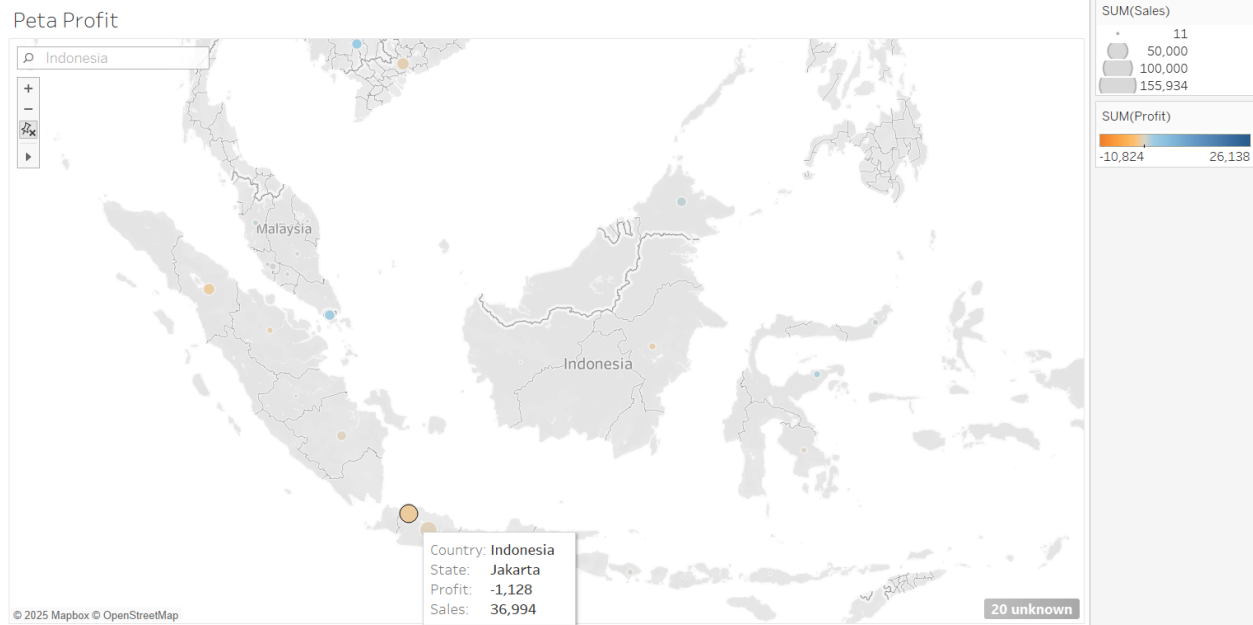 Peta Profit
Indonesia
Malaysia
Indonesia
Country: Indonesia
State: Jakarta
Profit: -1,128
Sales: 36,994
© 2025 Mapbox © OpenStreetMap
20 unknown
SUM(Sales)
11
50,000
100,000
155,934
SUM(Profit)
-10,824 26,138